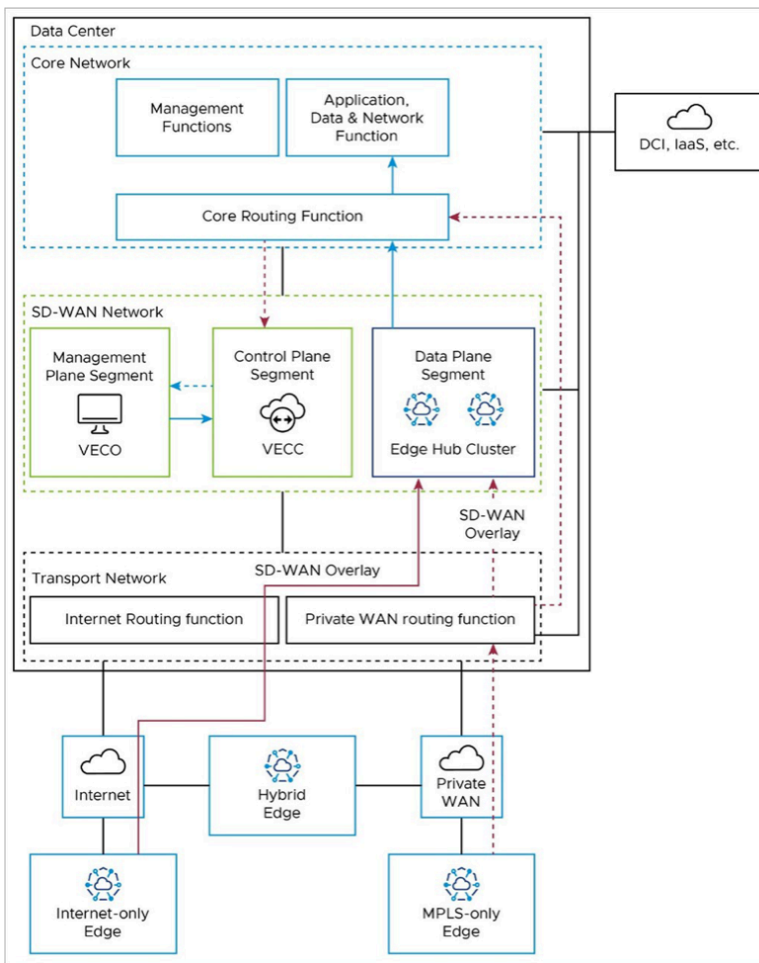 Data Center
Core Network
Management
Functions
Application,
Data & Network
Function
DCI, IaaS, etc.
Core Routing Function
SD-WAN Network
Management
Plane Segment
VECO
Control Plane
Segment
VECC
Data Plane
Segment
Edge Hub Cluster
SD-WAN
Overlay
SD-WAN Overlay
Transport Network
Internet Routing function
Private WAN routing function
Internet
Hybrid
Edge
Private
WAN
Internet-only
Edge
MPLS-only
Edge